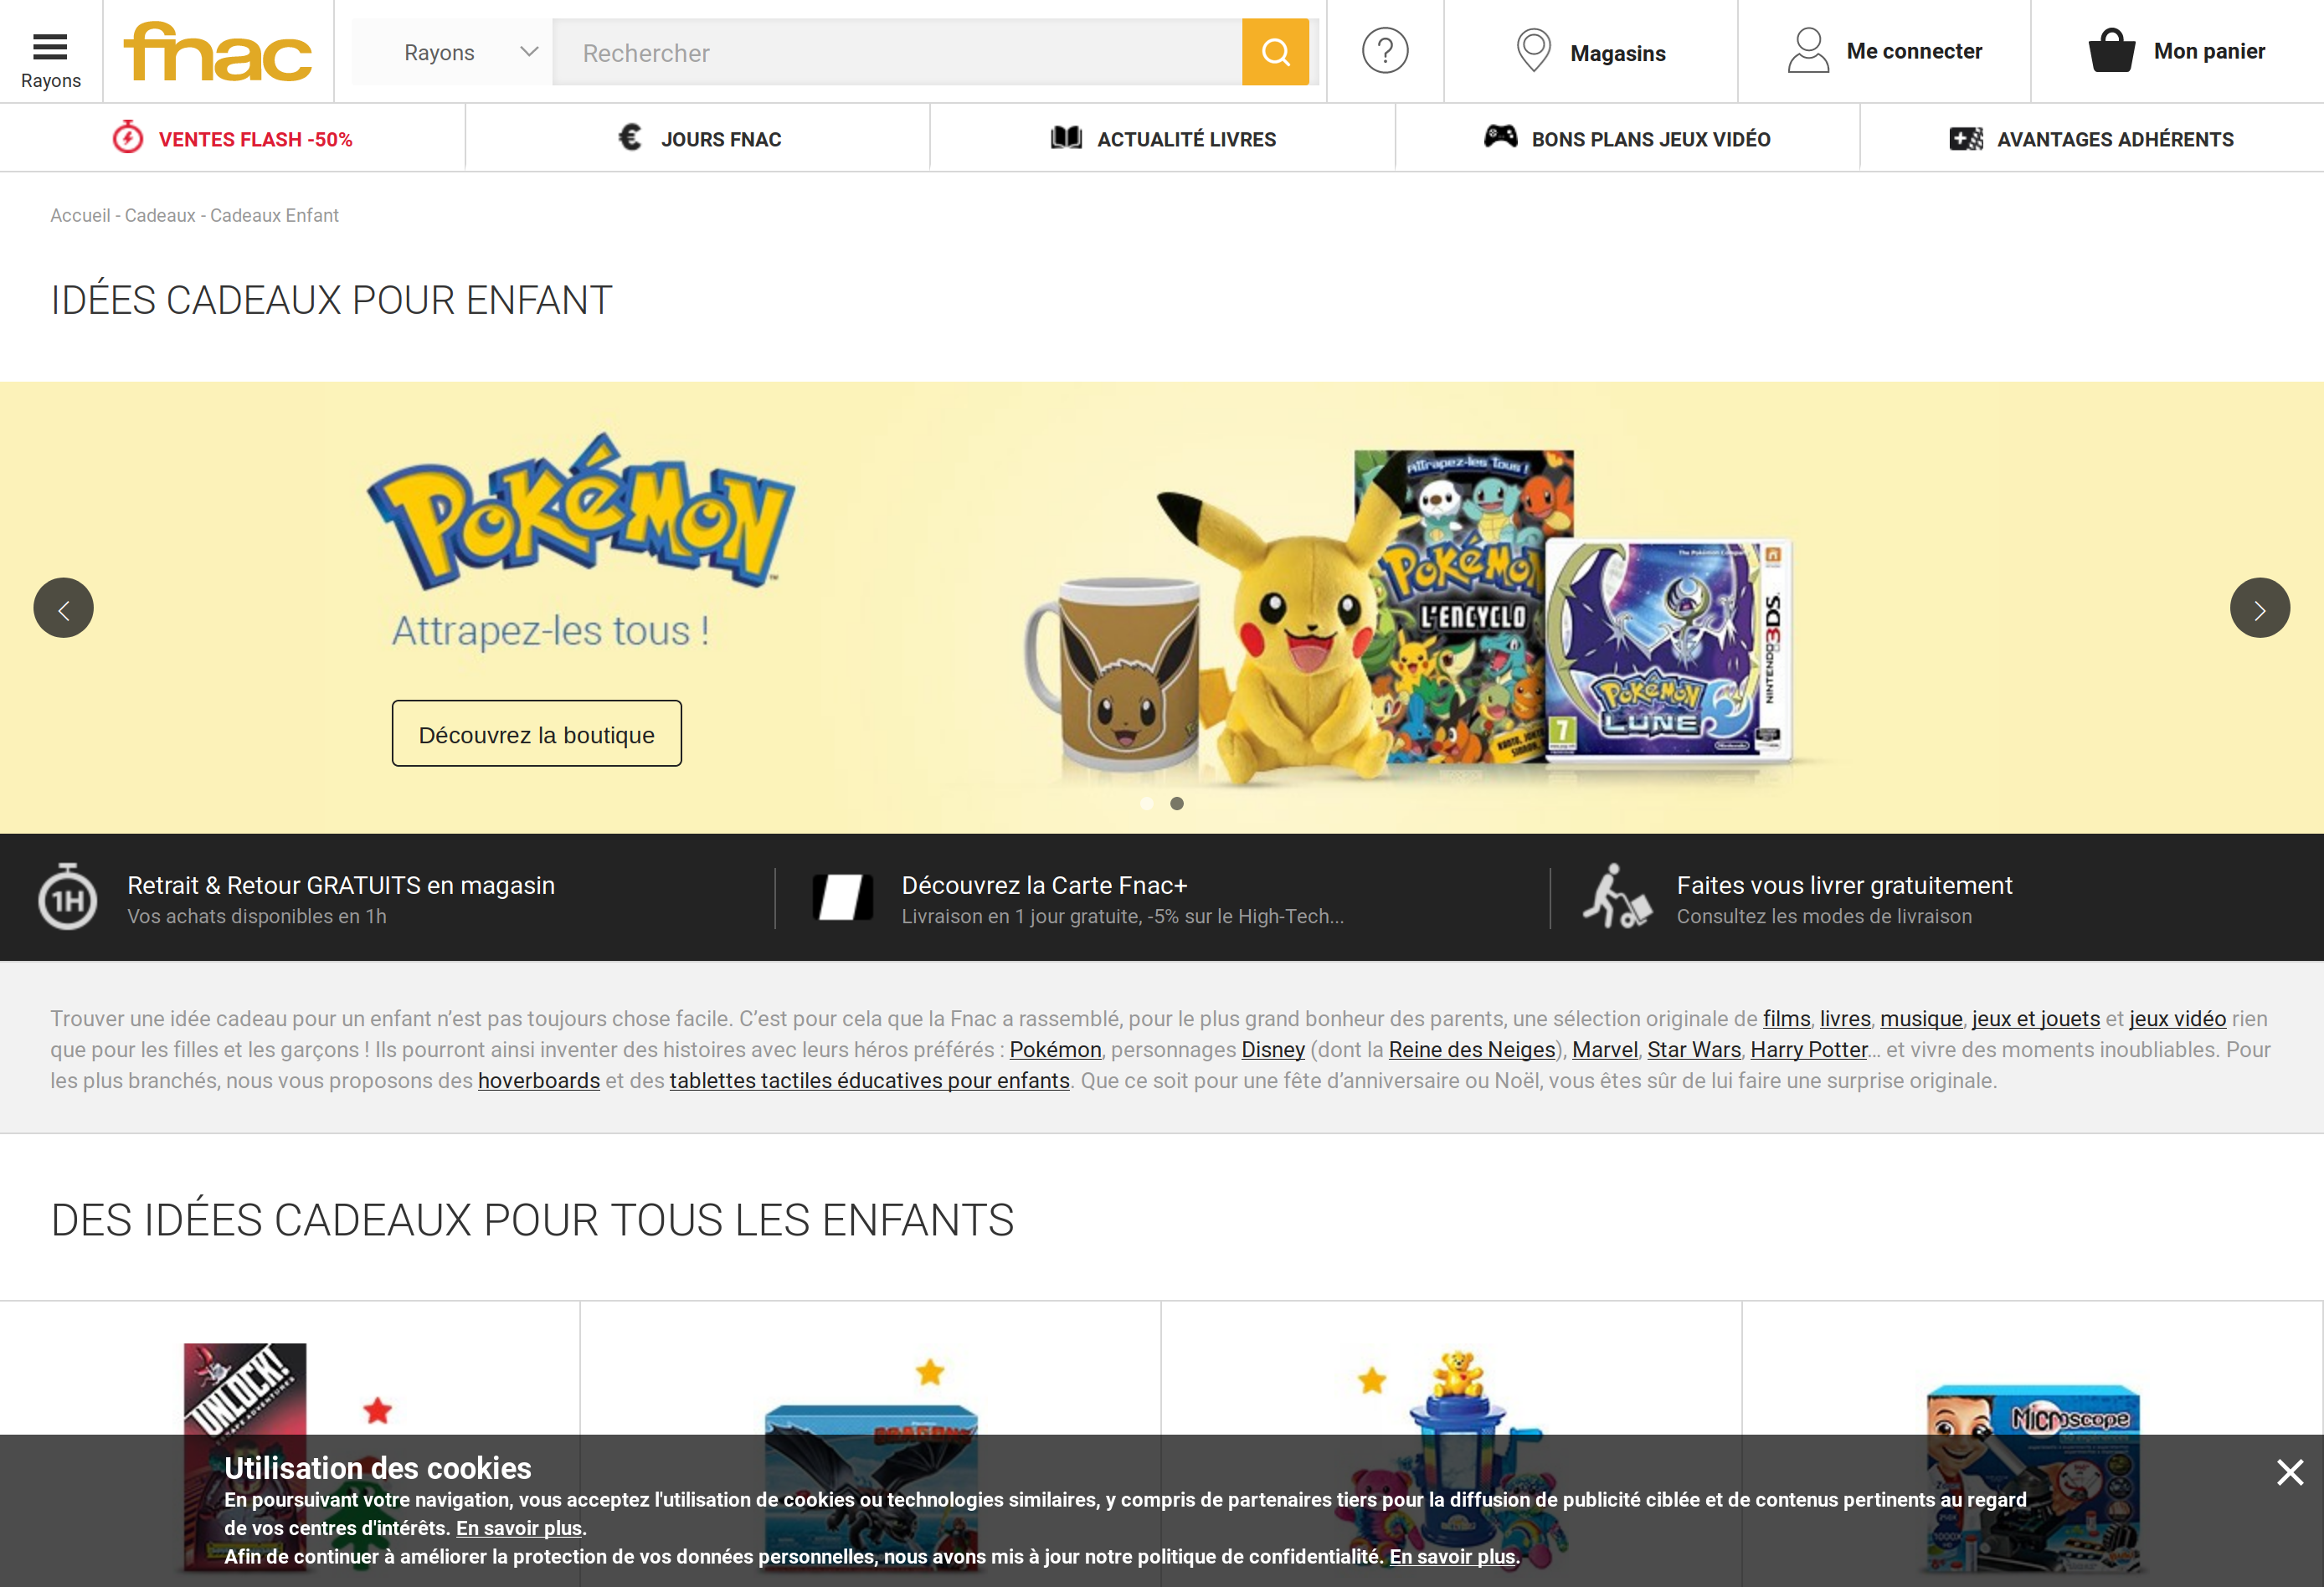 Rayons
fnac
Rayons
Rechercher
?
Magasins
Me connecter
Mon panier
VENTES FLASH -50%
JOURS FNAC
ACTUALITÉ LIVRES
BONS PLANS JEUX VIDÉO
AVANTAGES ADHÉRENTS
Accueil - Cadeaux - Cadeaux Enfant
IDÉES CADEAUX POUR ENFANT
POKéMON
Attrapez-les tous !
Découvrez la boutique
Attrapez-les Tous !
POKéMON
L'ENCYCLO
NINTENDO 3DS
POKéMON
LUNE
7
1H
Retrait & Retour GRATUITS en magasin
Vos achats disponibles en 1h
Découvrez la Carte Fnac+
Livraison en 1 jour gratuite, -5% sur le High-Tech...
Faites vous livrer gratuitement
Consultez les modes de livraison
Trouver une idée cadeau pour un enfant n’est pas toujours chose facile. C’est pour cela que la Fnac a rassemblé, pour le plus grand bonheur des parents, une sélection originale de films, livres, musique, jeux et jouets et jeux vidéo rien
que pour les filles et les garçons ! Ils pourront ainsi inventer des histoires avec leurs héros préférés : Pokémon, personnages Disney (dont la Reine des Neiges), Marvel, Star Wars, Harry Potter... et vivre des moments inoubliables. Pour
les plus branchés, nous vous proposons des hoverboards et des tablettes tactiles éducatives pour enfants. Que ce soit pour une fête d’anniversaire ou Noël, vous êtes sûr de lui faire une surprise originale.
DES IDÉES CADEAUX POUR TOUS LES ENFANTS
UNLOCK!
ESCAPE ADVENTURES
DRAGONS
Microscope
Utilisation des cookies
En poursuivant votre navigation, vous acceptez l'utilisation de cookies ou technologies similaires, y compris de partenaires tiers pour la diffusion de publicité ciblée et de contenus pertinents au regard
de vos centres d'intérêts. En savoir plus.
Afin de continuer à améliorer la protection de vos données personnelles, nous avons mis à jour notre politique de confidentialité. En savoir plus.